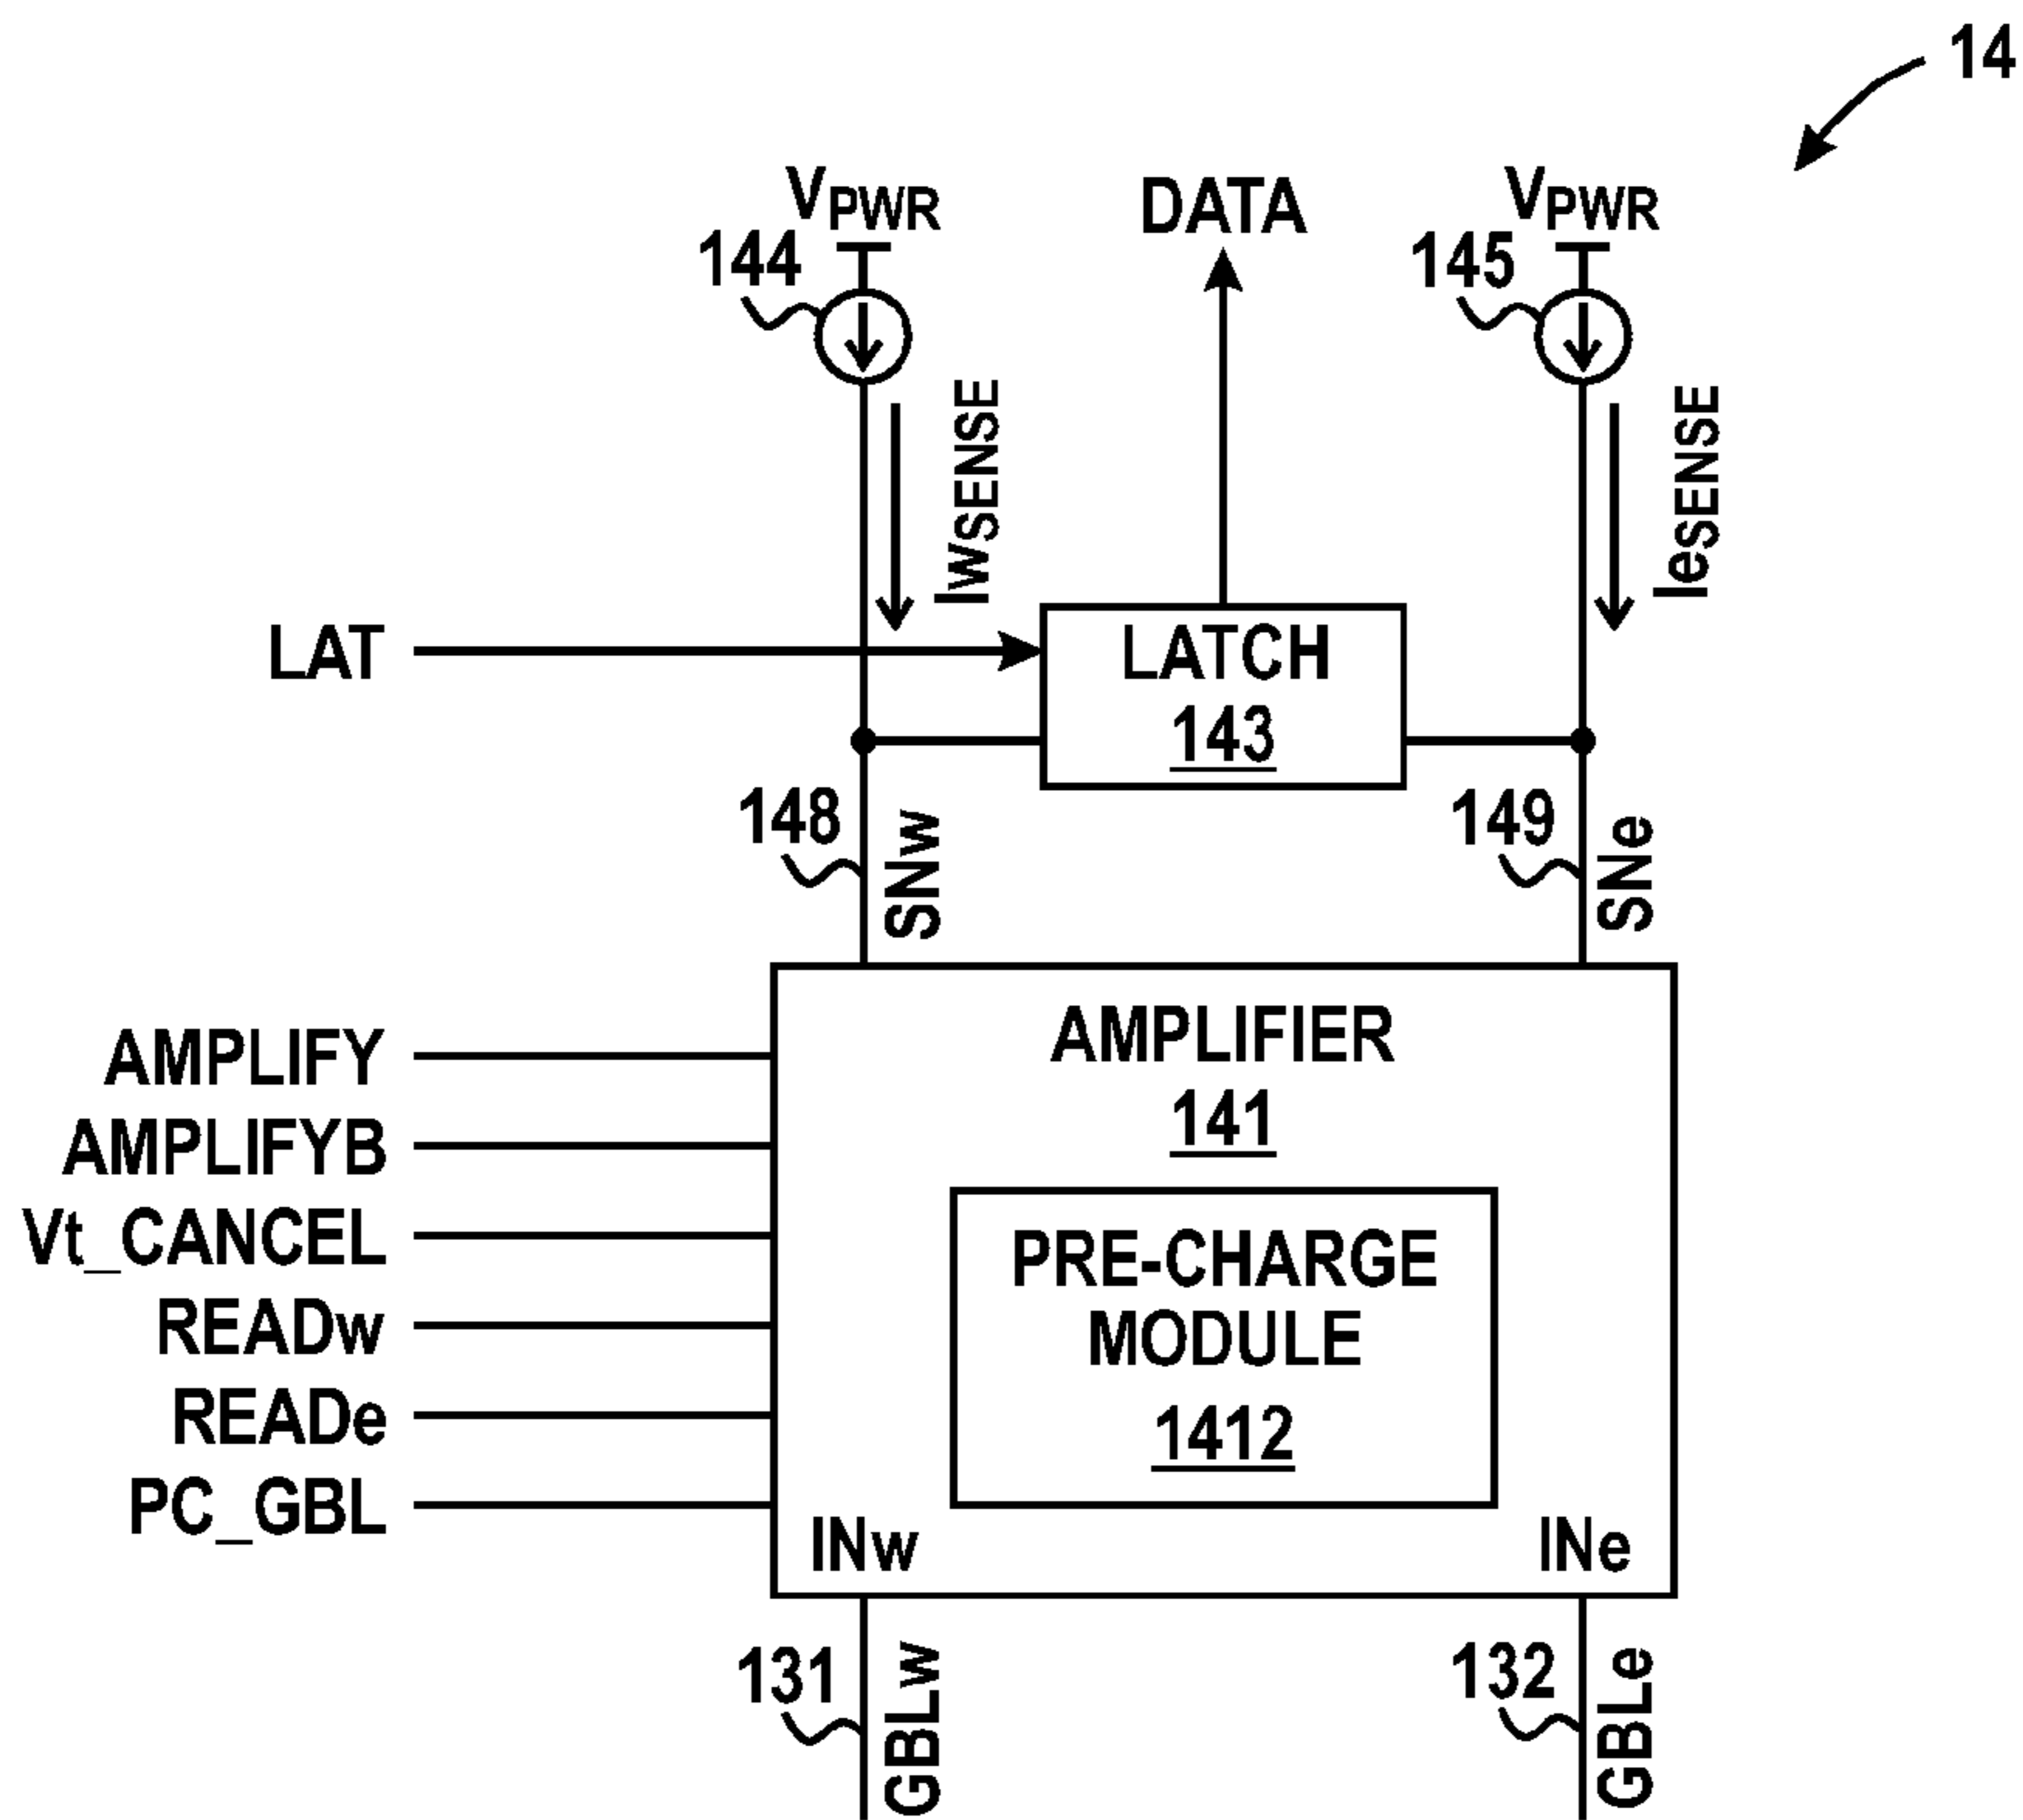 14
VPWR
DATA
VPWR
144
145
IwSENSE
IeSENSE
LAT
LATCH
143
148
SNw
149
SNe
AMPLIFY
AMPLIFYB
Vt_CANCEL
READw
READe
PC_GBL
AMPLIFIER
141
PRE-CHARGE
MODULE
1412
INw
INe
131
GBLw
132
GBLe